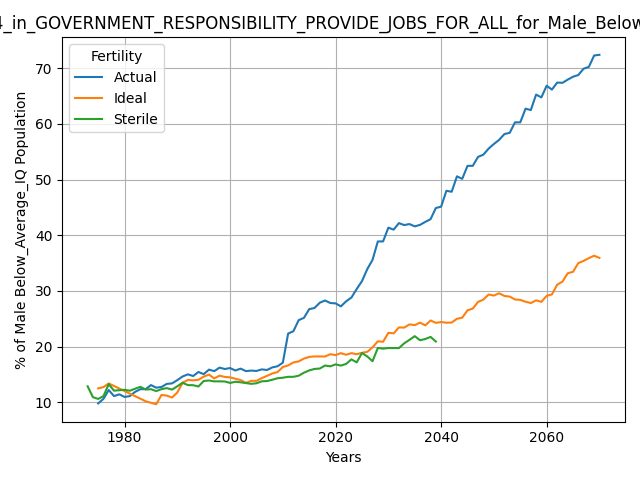 4_in_GOVERNMENT_RESPONSIBILITY_PROVIDE_JOBS_FOR_ALL_for_Male_Below
Fertility
Actual
Ideal
Sterile
% of Male Below_Average_IQ Population
70
60
50
40
30
20
10
1980 2000 2020 2040 2060
Years